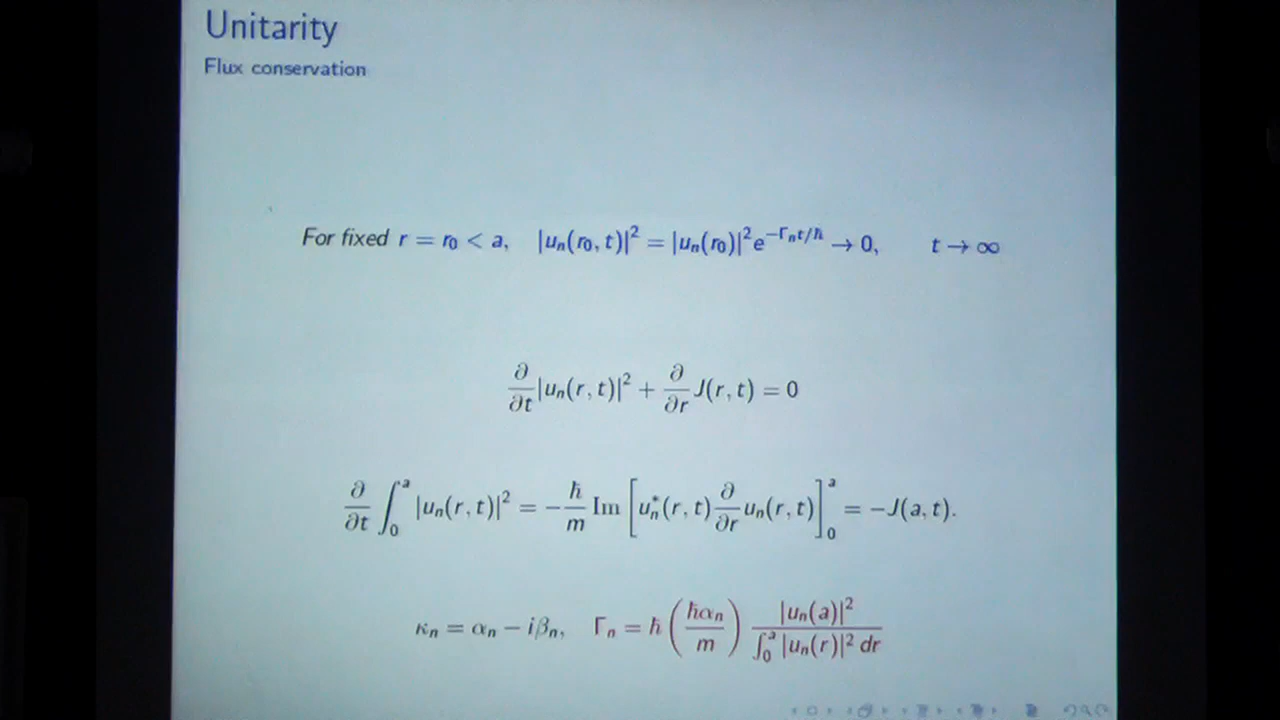 Unitarity
Flux conservation
For fixed r = r₀ < a, |uₙ(r₀, t)|² = |uₙ(r₀)|² e^{−Γₙt/ħ} → 0, t → ∞
∂/∂t |uₙ(r, t)|² + ∂/∂r J(r, t) = 0
∂/∂t ∫₀ᵃ |uₙ(r, t)|² = −ħ/m Im [uₙ*(r, t) ∂/∂r uₙ(r, t)]₀ᵃ = −J(a, t).
κₙ = αₙ − iβₙ, Γₙ = ħ (ħαₙ/m) |uₙ(a)|² / ∫₀ᵃ |uₙ(r)|² dr